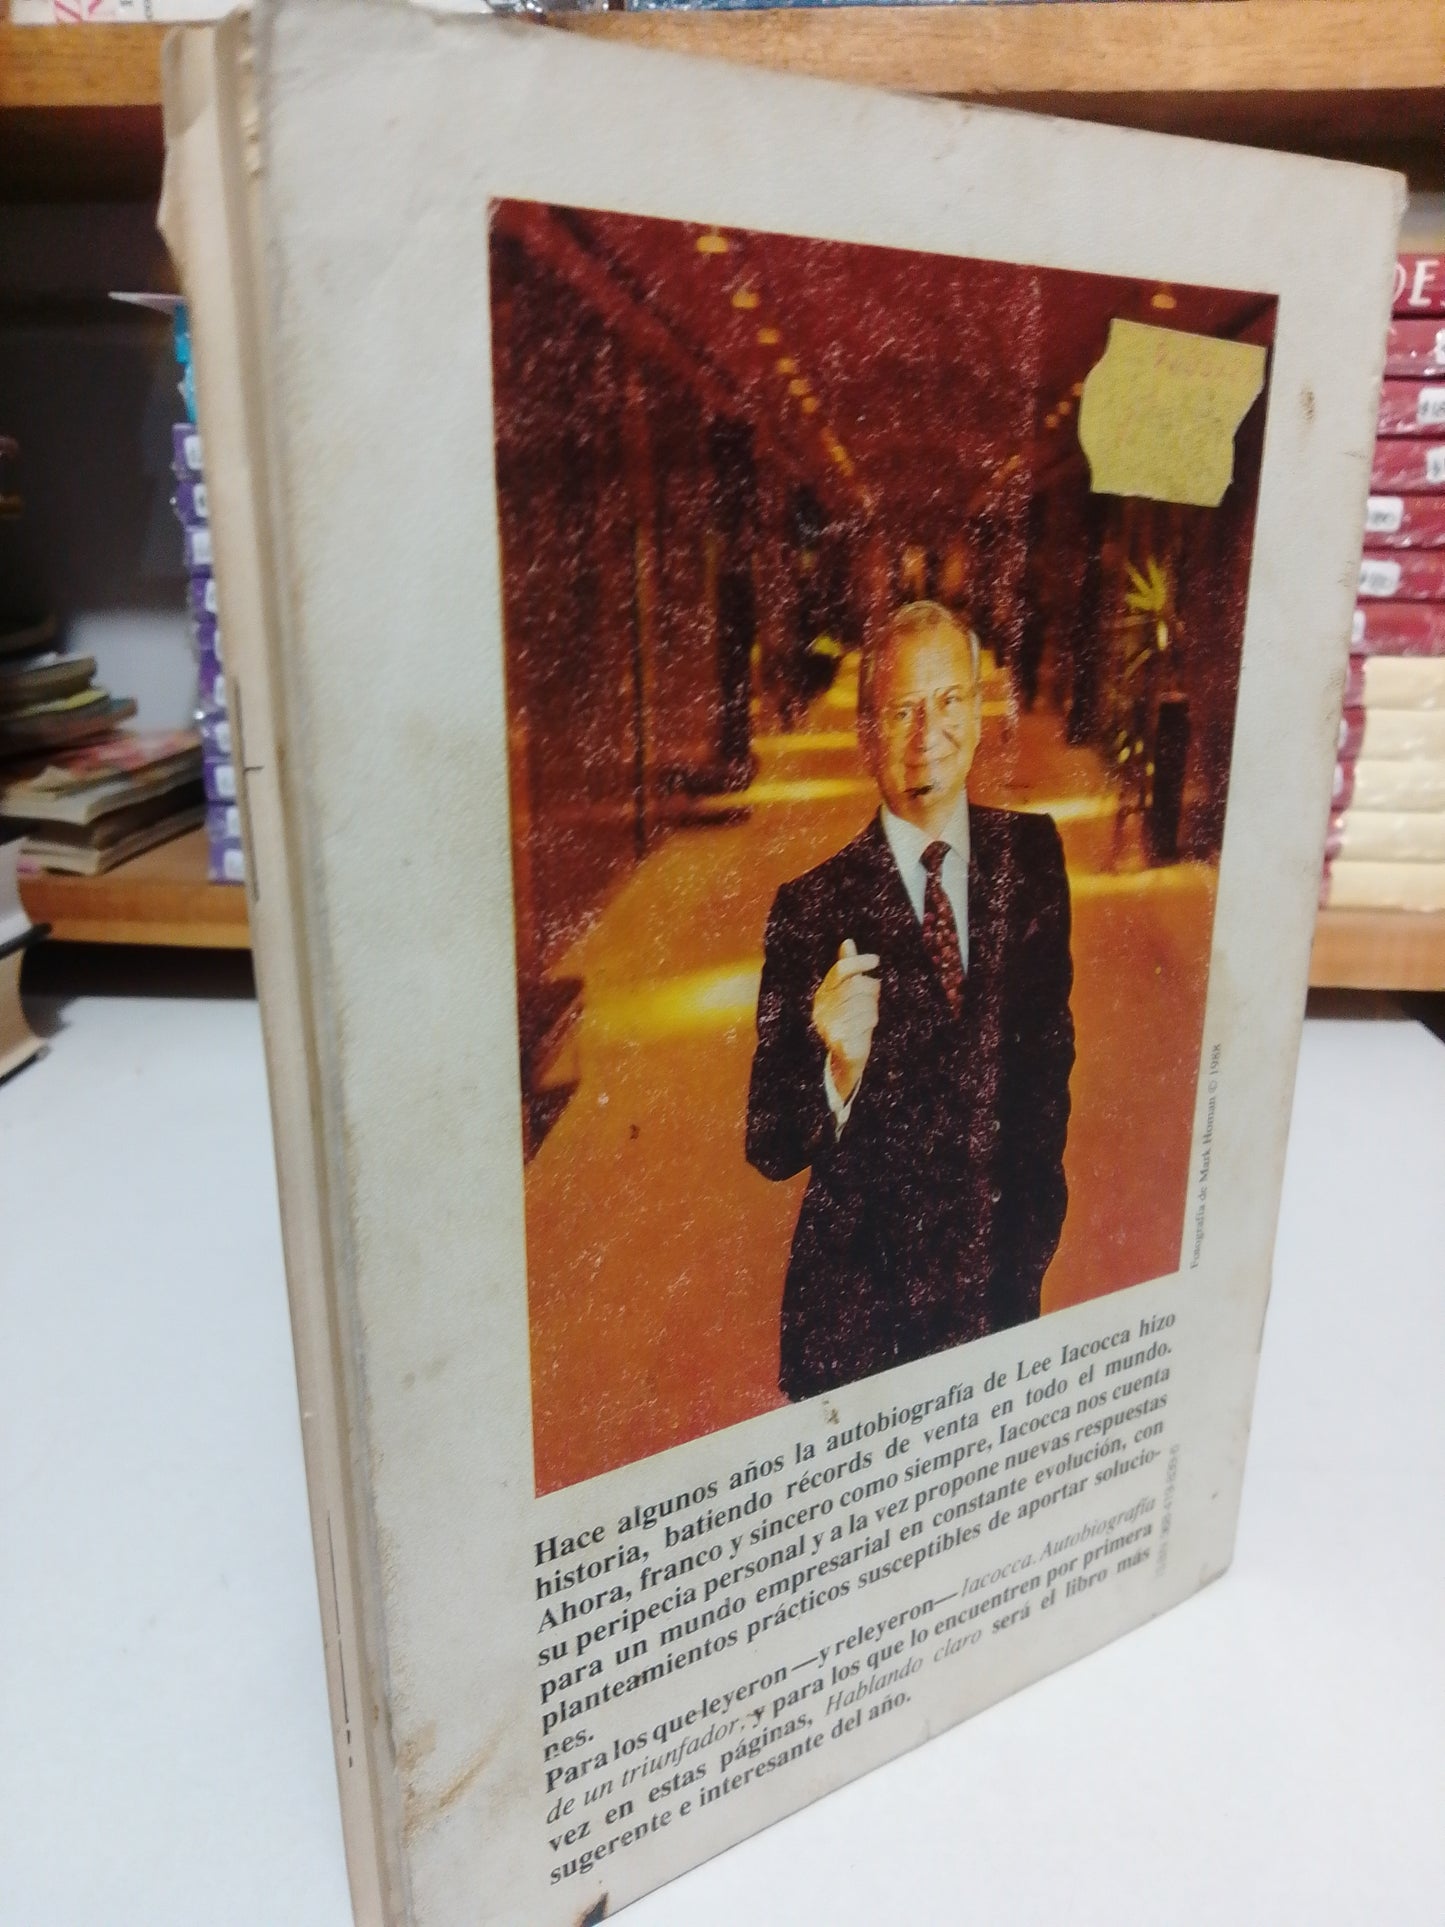 Fotografía de Mark Homan © 1988
Hace algunos años la autobiografía de Lee Iacocca hizo
historia, batiendo récords de venta en todo el mundo.
Ahora, franco y sincero como siempre, Iacocca nos cuenta
su peripecia personal y a la vez propone nuevas respuestas
para un mundo empresarial en constante evolución, con
planteamientos prácticos susceptibles de aportar solucio-
nes.
Para los que leyeron —y releyeron— Iacocca. Autobiografía
de un triunfador, y para los que lo encuentren por primera
vez en estas páginas, Hablando claro será el libro más
sugerente e interesante del año.